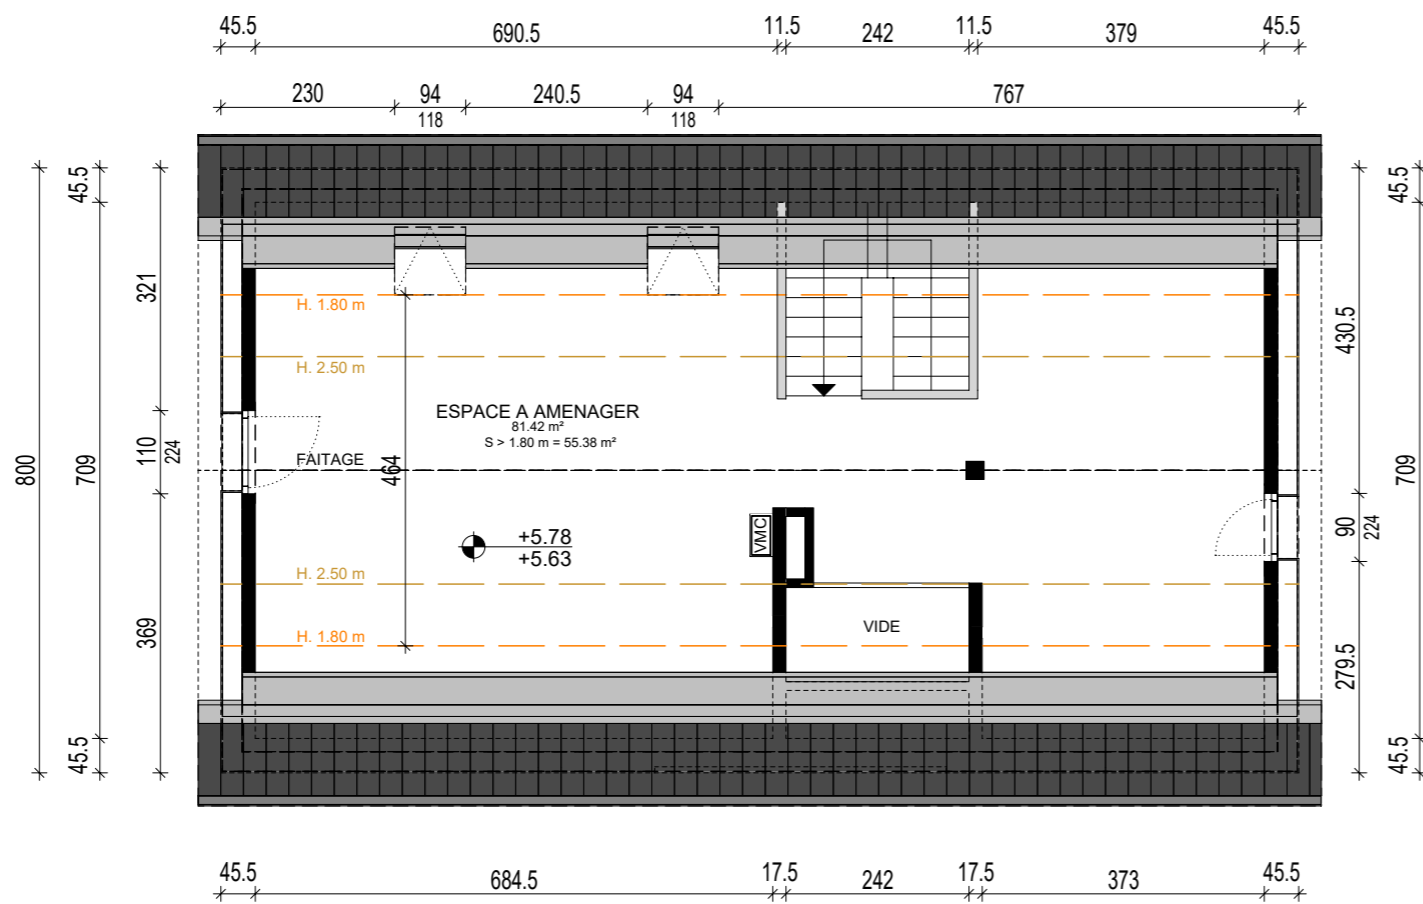 45.5 690.5 11.5 242 11.5 379 45.5
230 94 240.5 94 767
118 118
800
45.5 709 45.5
321 110 369
224
H. 1.80 m
H. 2.50 m
ESPACE A AMENAGER
81.42 m²
S > 1.80 m = 55.38 m²
FAITAGE
464
+5.78
+5.63
VMC
H. 2.50 m
VIDE
H. 1.80 m
430.5 90 279.5
224
45.5 709 45.5
45.5 684.5 17.5 242 17.5 373 45.5